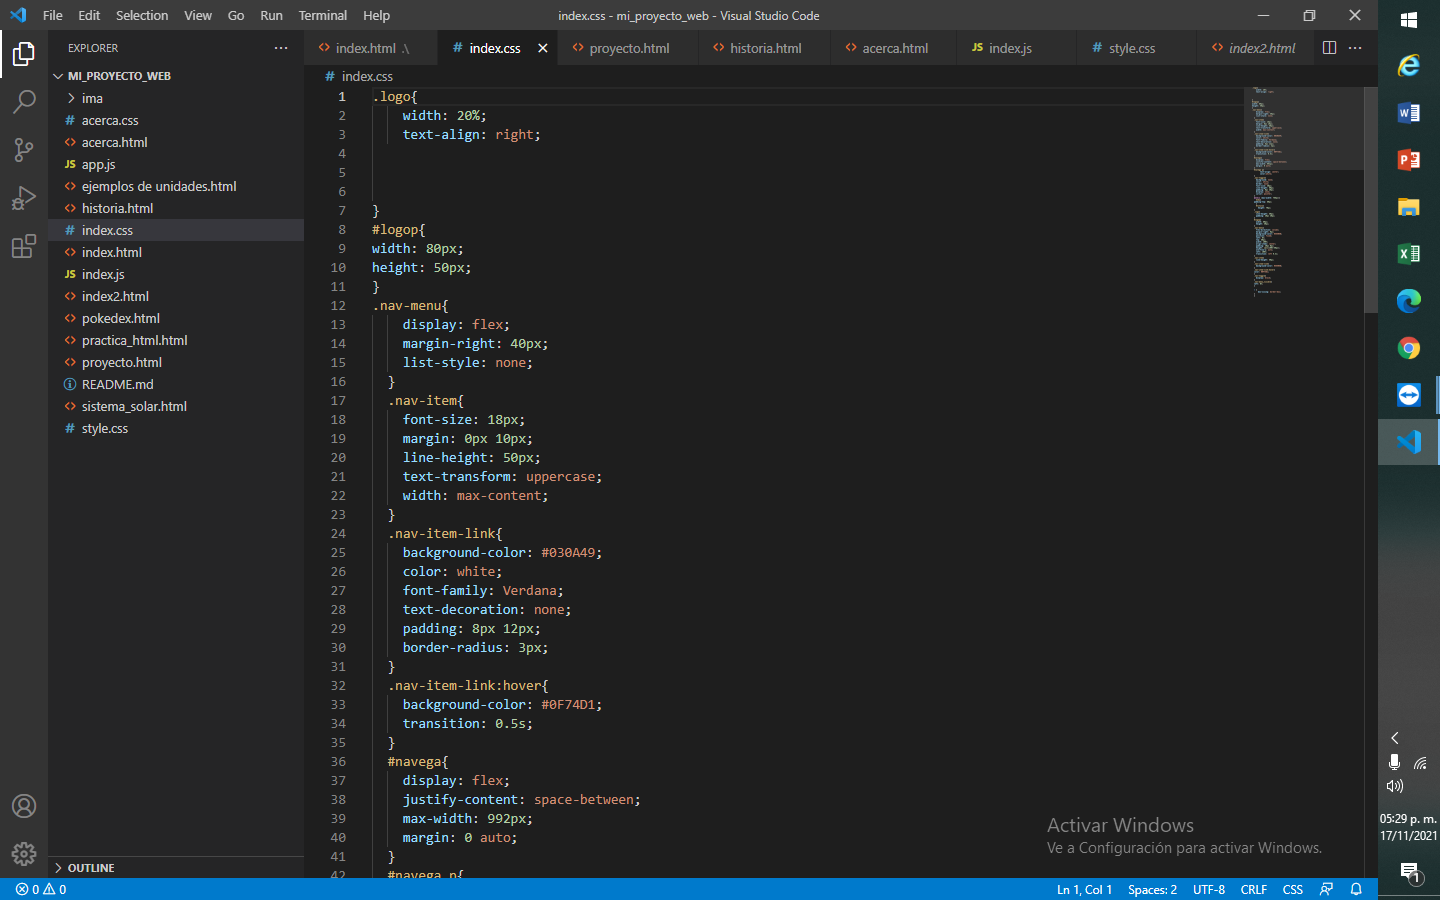 File Edit Selection View Go Run Terminal Help
index.css - mi_proyecto_web - Visual Studio Code
EXPLORER
MI_PROYECTO_WEB
ima
# acerca.css
<> acerca.html
JS app.js
<> ejemplos de unidades.html
<> historia.html
# index.css
<> index.html
JS index.js
<> index2.html
<> pokedex.html
<> practica_html.html
<> proyecto.html
README.md
<> sistema_solar.html
# style.css
OUTLINE
<> index.html .\
# index.css
<> proyecto.html
<> historia.html
<> acerca.html
JS index.js
# style.css
<> index2.html
# index.css
1 .logo{
2 width: 20%;
3 text-align: right;
4
5
6
7 }
8 #logop{
9 width: 80px;
10 height: 50px;
11 }
12 .nav-menu{
13 display: flex;
14 margin-right: 40px;
15 list-style: none;
16 }
17 .nav-item{
18 font-size: 18px;
19 margin: 0px 10px;
20 line-height: 50px;
21 text-transform: uppercase;
22 width: max-content;
23 }
24 .nav-item-link{
25 background-color: #030A49;
26 color: white;
27 font-family: Verdana;
28 text-decoration: none;
29 padding: 8px 12px;
30 border-radius: 3px;
31 }
32 .nav-item-link:hover{
33 background-color: #0F74D1;
34 transition: 0.5s;
35 }
36 #navega{
37 display: flex;
38 justify-content: space-between;
39 max-width: 992px;
40 margin: 0 auto;
41 }
42 #navega p{
Activar Windows
Ve a Configuración para activar Windows.
0 0
Ln 1, Col 1 Spaces: 2 UTF-8 CRLF CSS
05:29 p. m.
17/11/2021
1